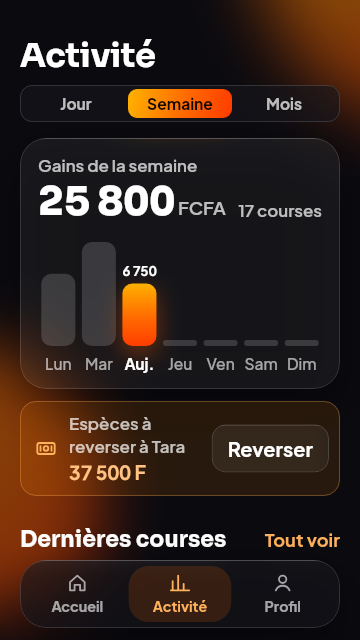 Activité
Jour Semaine Mois
Gains de la semaine
25 800 FCFA 17 courses
6 750
Lun Mar Auj. Jeu Ven Sam Dim
Espèces à
reverser à Tara
37 500 F
Reverser
Dernières courses Tout voir
Accueil Activité Profil